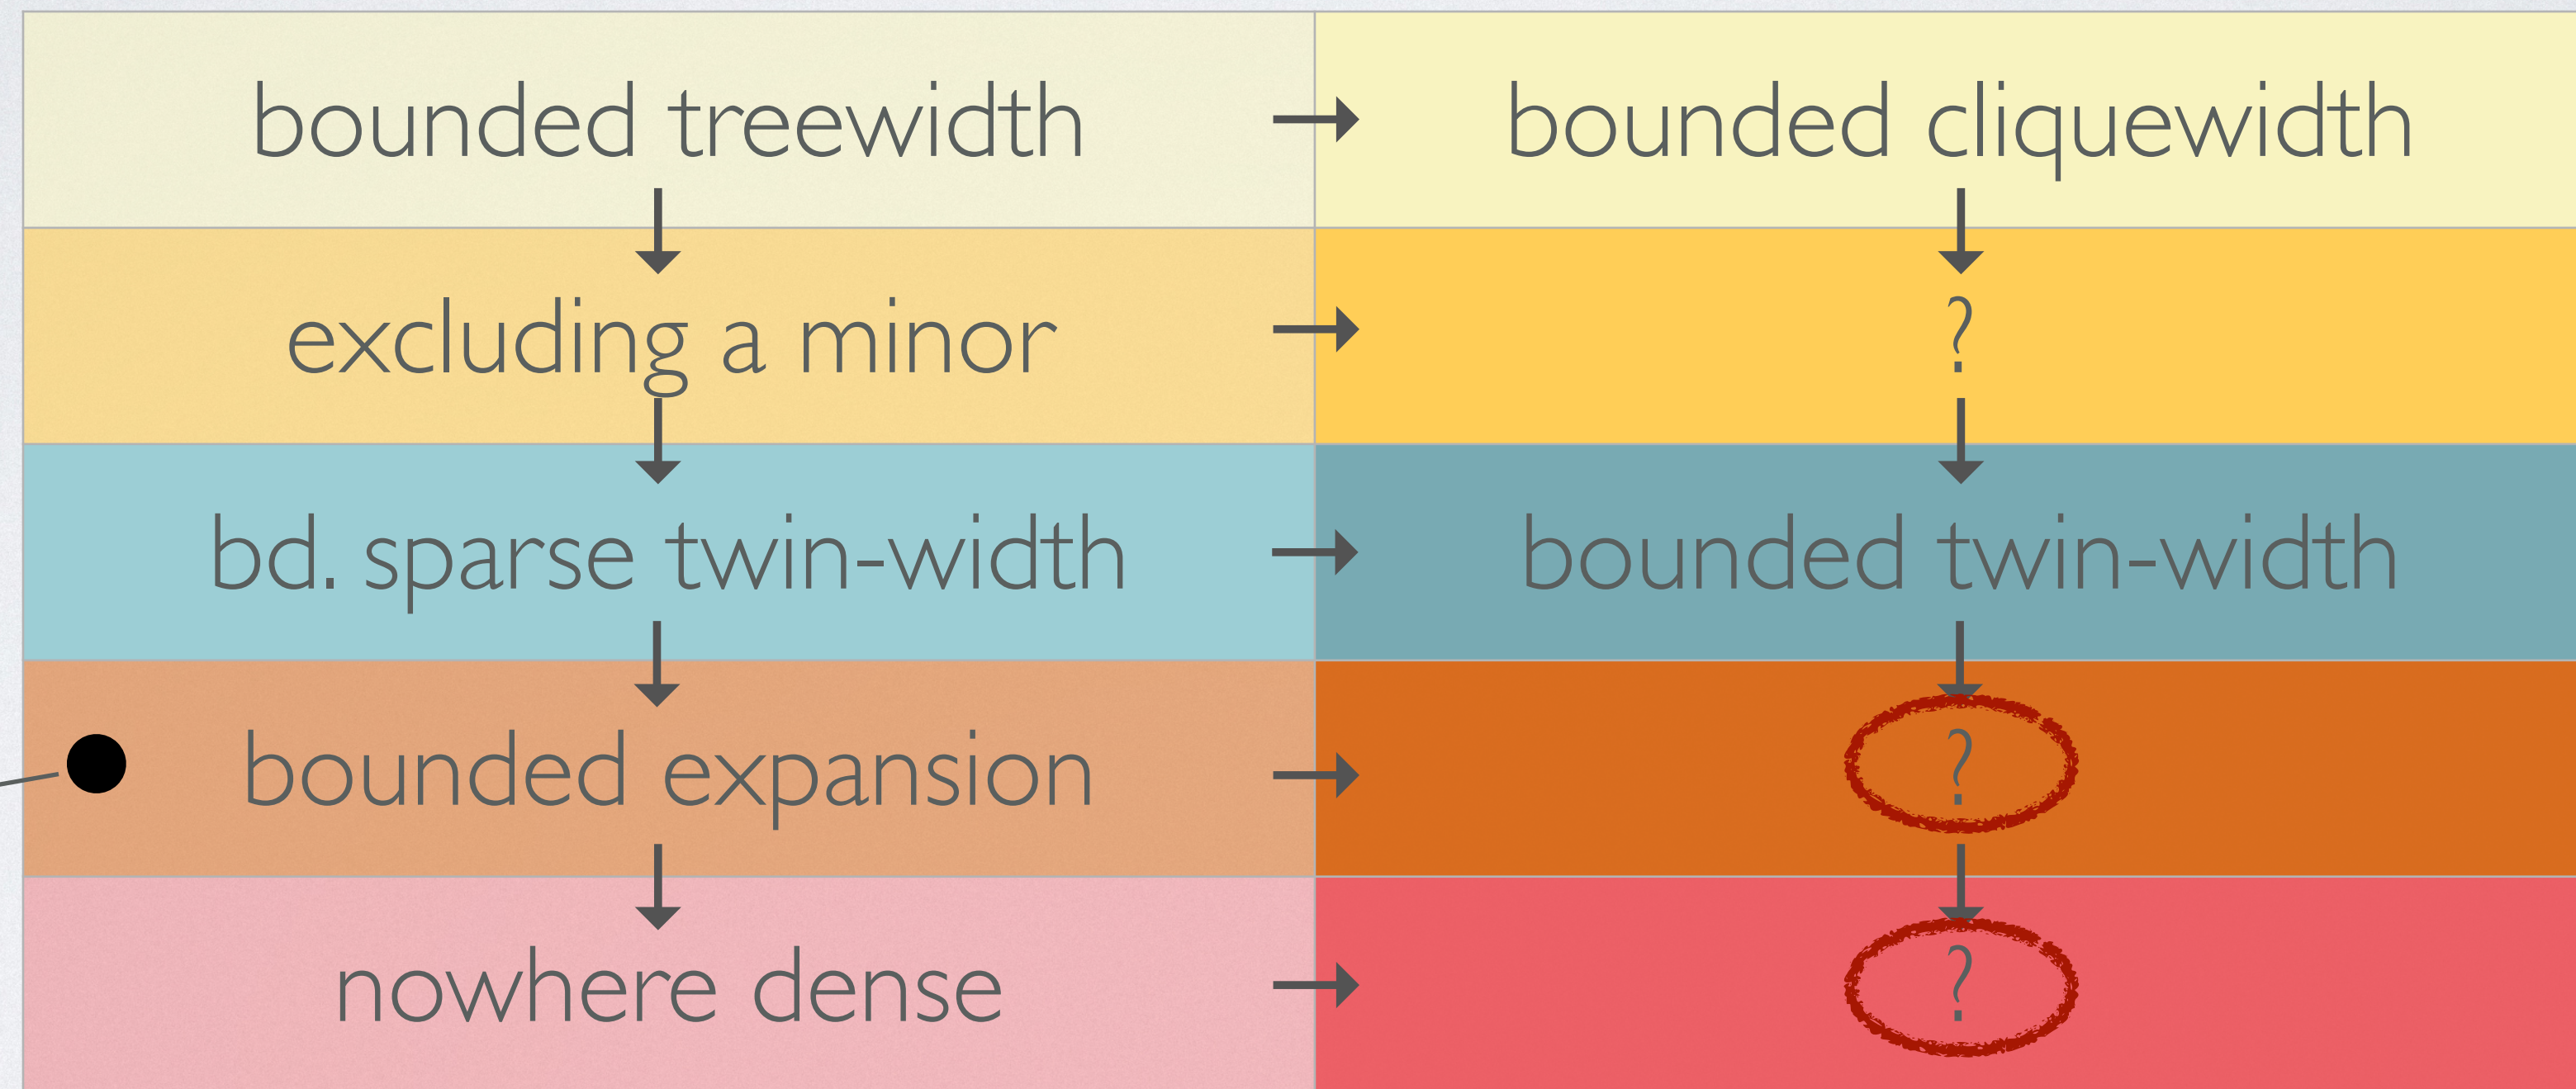 bounded treewidth → bounded cliquewidth
excluding a minor → ?
bd. sparse twin-width → bounded twin-width
bounded expansion → ?
nowhere dense → ?